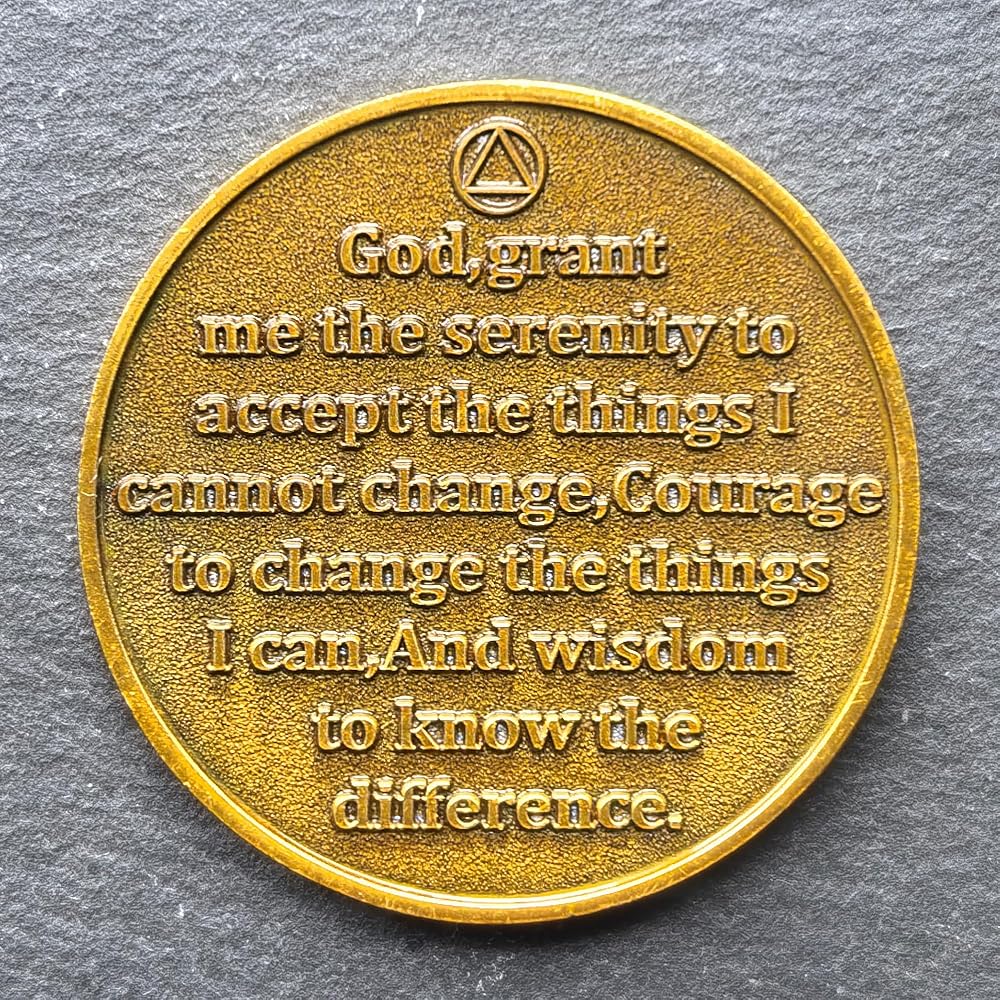 God,grant
me the serenity to
accept the things I
cannot change,Courage
to change the things
I can,And wisdom
to know the
difference.